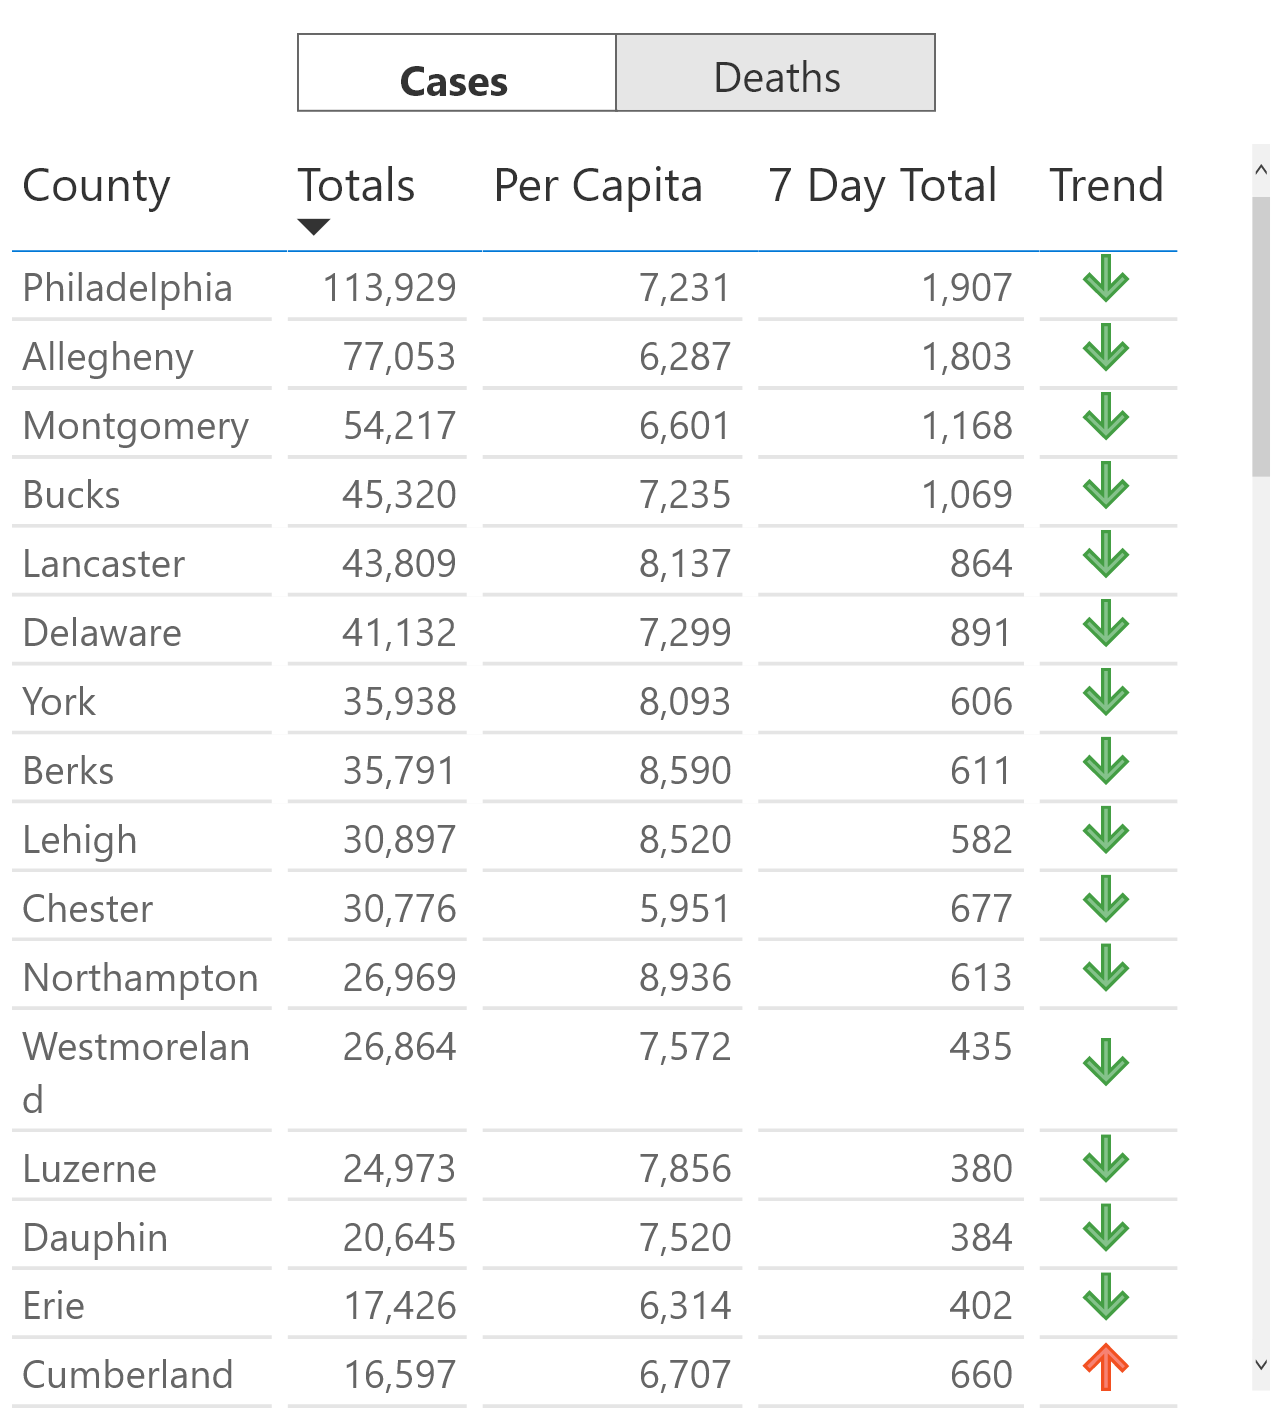 Cases Deaths
County Totals Per Capita 7 Day Total Trend
Philadelphia 113,929 7,231 1,907
Allegheny 77,053 6,287 1,803
Montgomery 54,217 6,601 1,168
Bucks 45,320 7,235 1,069
Lancaster 43,809 8,137 864
Delaware 41,132 7,299 891
York 35,938 8,093 606
Berks 35,791 8,590 611
Lehigh 30,897 8,520 582
Chester 30,776 5,951 677
Northampton 26,969 8,936 613
Westmorelan 26,864 7,572 435
d
Luzerne 24,973 7,856 380
Dauphin 20,645 7,520 384
Erie 17,426 6,314 402
Cumberland 16,597 6,707 660